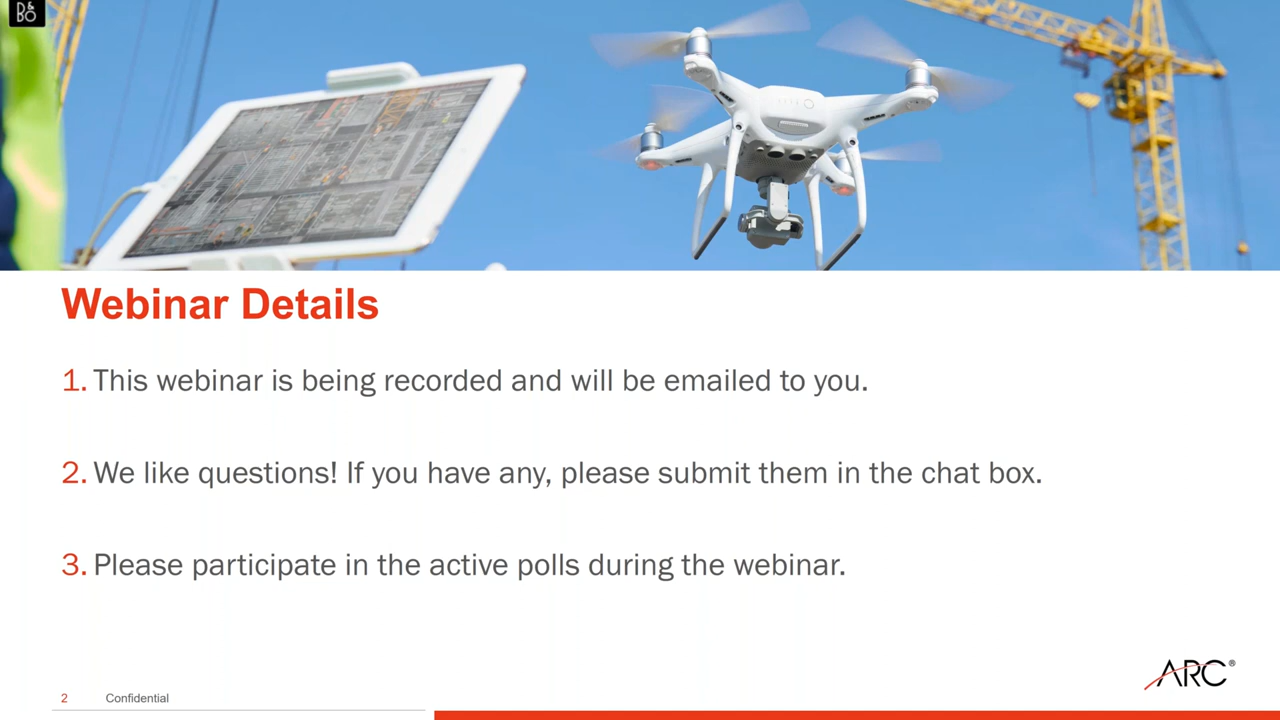 B&O
Webinar Details
1. This webinar is being recorded and will be emailed to you.
2. We like questions! If you have any, please submit them in the chat box.
3. Please participate in the active polls during the webinar.
ARC®
2 Confidential